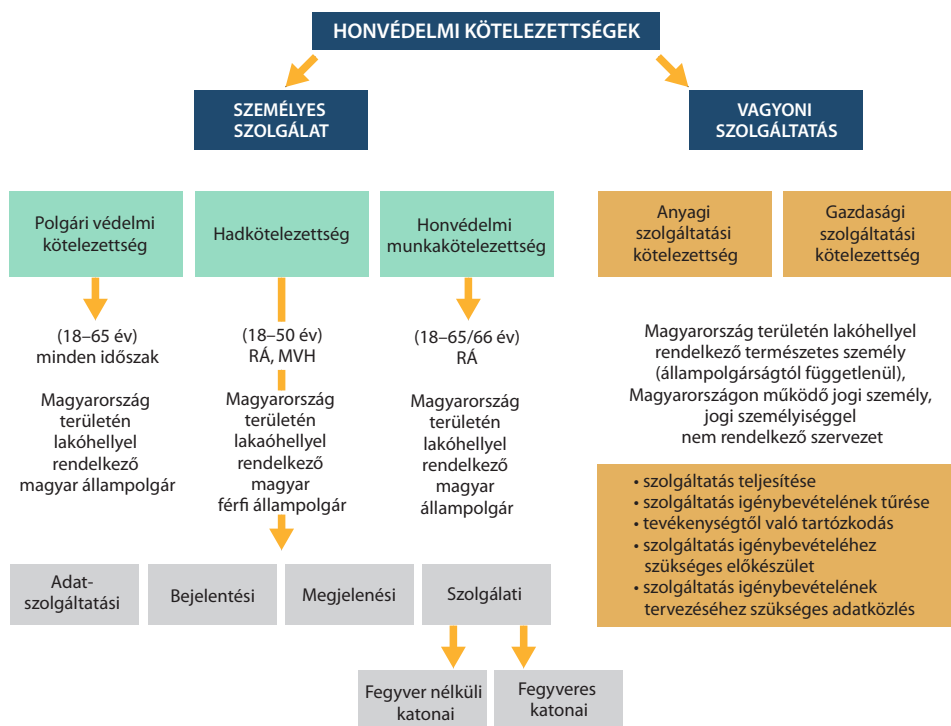 HONVÉDELMI KÖTELEZETTSÉGEK
SZEMÉLYES
SZOLGÁLAT
VAGYONI
SZOLGÁLTATÁS
Polgári védelmi
kötelezettség
Hadkötelezettség
Honvédelmi
munkakötelezettség
Anyagi
szolgáltatási
kötelezettség
Gazdasági
szolgáltatási
kötelezettség
(18–65 év)
minden időszak
Magyarország
területén
lakóhellyel
rendelkező
magyar állampolgár
(18–50 év)
RÁ, MVH
Magyarország
területén
lakaóhellyel
rendelkező
magyar
férfi állampolgár
(18–65/66 év)
RÁ
Magyarország
területén
lakóhellyel
rendelkező
magyar
állampolgár
Magyarország területén lakóhellyel
rendelkező természetes személy
(állampolgárságtól függetlenül),
Magyarországon működő jogi személy,
jogi személyiséggel
nem rendelkező szervezet
• szolgáltatás teljesítése
• szolgáltatás igénybevételének tűrése
• tevékenységtől való tartózkodás
• szolgáltatás igénybevételéhez
szükséges előkészület
• szolgáltatás igénybevételének
tervezéséhez szükséges adatközlés
Adat-
szolgáltatási
Bejelentési
Megjelenési
Szolgálati
Fegyver nélküli
katonai
Fegyveres
katonai